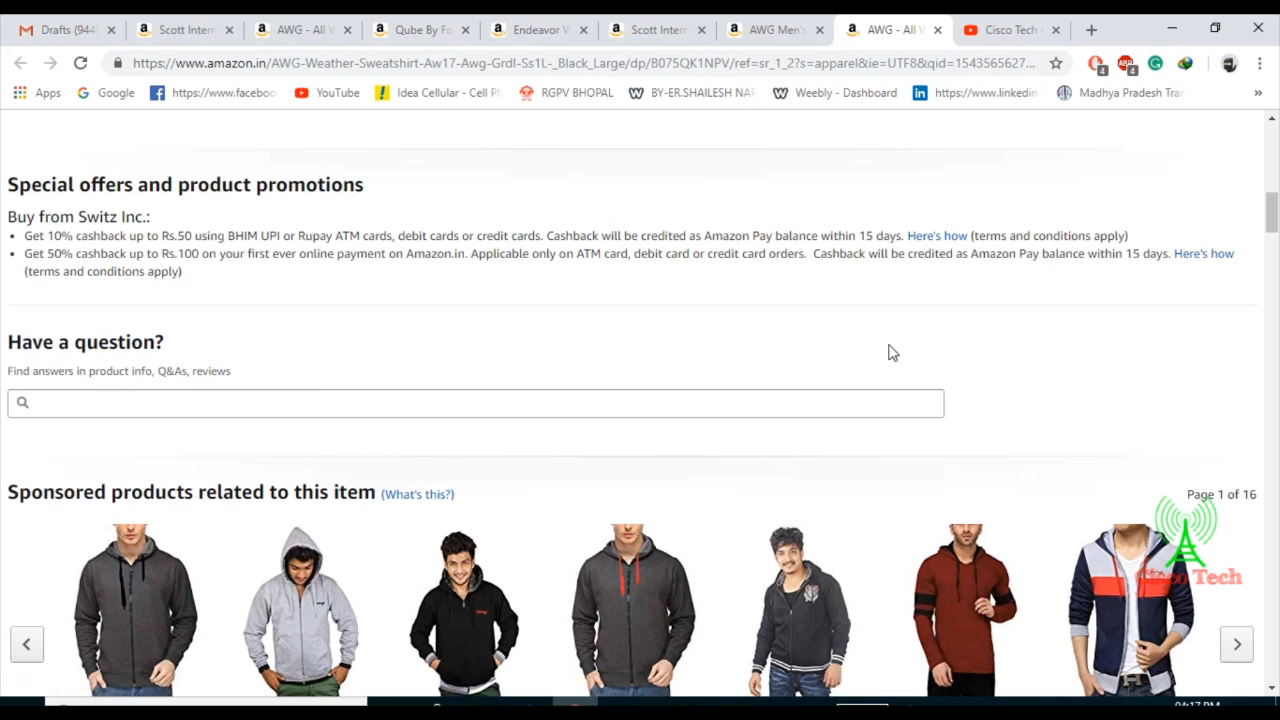 Drafts (944
Scott Intern
AWG - All W
Qube By Fo
Endeavor W
Scott Intern
AWG Men's
AWG - All W
Cisco Tech
https://www.amazon.in/AWG-Weather-Sweatshirt-Aw17-Awg-Grdl-Ss1L-_Black_Large/dp/B075QK1NPV/ref=sr_1_2?s=apparel&ie=UTF8&qid=1543565627...
4
4
Apps
Google
https://www.faceboo
YouTube
Idea Cellular - Cell Ph
RGPV BHOPAL
BY-ER.SHAILESH NAR
Weebly - Dashboard
https://www.linkedin
Madhya Pradesh Tra
»
Special offers and product promotions
Buy from Switz Inc.:
• Get 10% cashback up to Rs.50 using BHIM UPI or Rupay ATM cards, debit cards or credit cards. Cashback will be credited as Amazon Pay balance within 15 days. Here's how (terms and conditions apply)
• Get 50% cashback up to Rs.100 on your first ever online payment on Amazon.in. Applicable only on ATM card, debit card or credit card orders. Cashback will be credited as Amazon Pay balance within 15 days. Here's how
(terms and conditions apply)
Have a question?
Find answers in product info, Q&As, reviews
Sponsored products related to this item (What's this?)
Page 1 of 16
Cisco Tech
04:17 PM